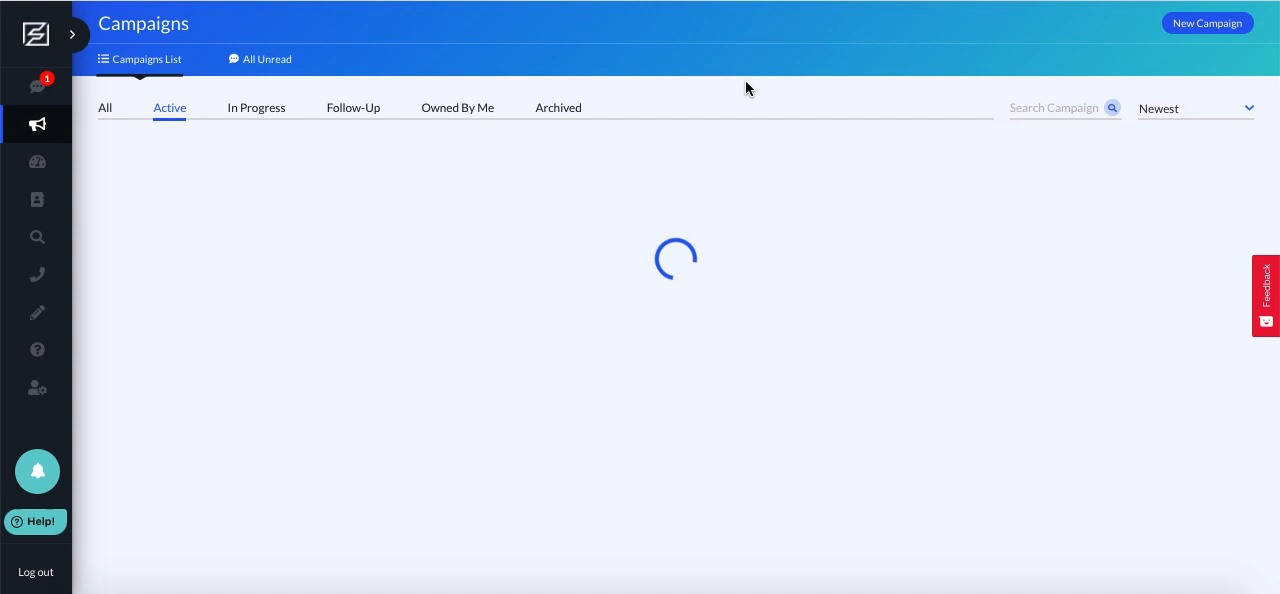 Campaigns
New Campaign
Campaigns List
All Unread
1
All
Active
In Progress
Follow-Up
Owned By Me
Archived
Search Campaign
Newest
Feedback
Help!
Log out